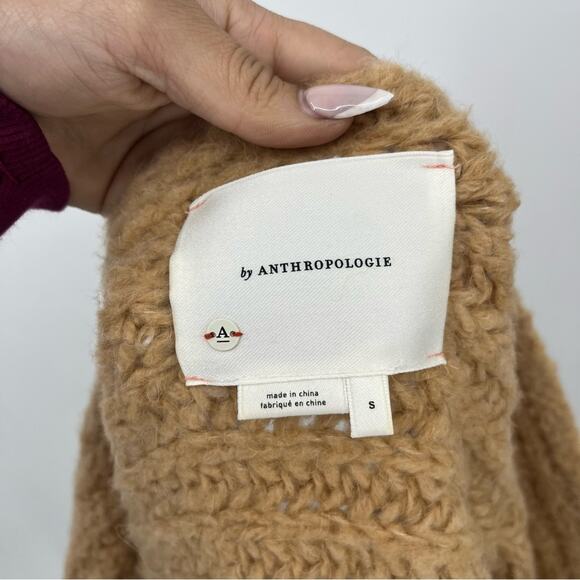 by ANTHROPOLOGIE
A
made in china
fabriqué en chine
S